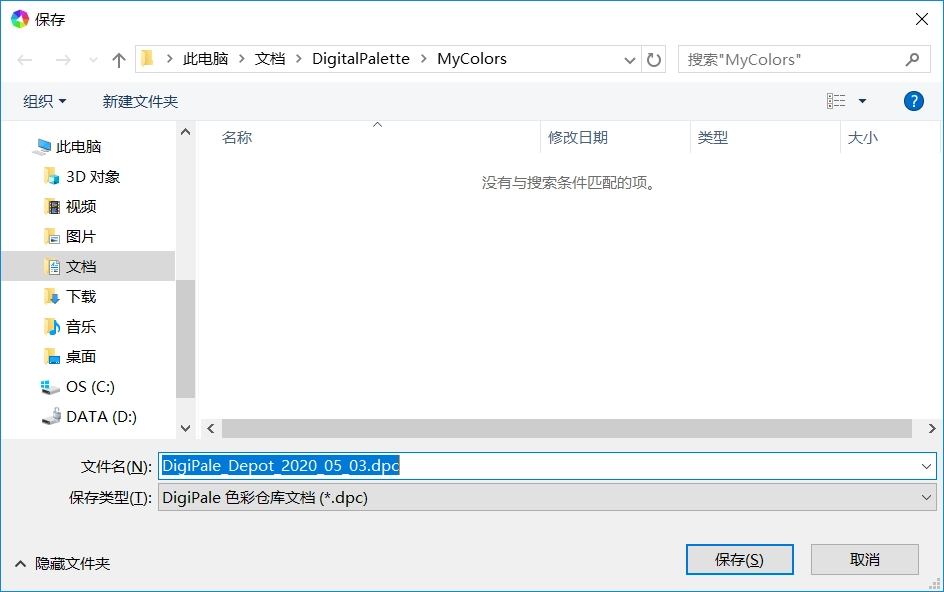 保存
此电脑 > 文档 > DigitalPalette > MyColors
搜索"MyColors"
组织 新建文件夹
?
名称 修改日期 类型 大小
没有与搜索条件匹配的项。
此电脑
3D 对象
视频
图片
文档
下载
音乐
桌面
OS (C:)
DATA (D:)
文件名(N): DigiPale_Depot_2020_05_03.dpc
保存类型(T): DigiPale 色彩仓库文档 (*.dpc)
隐藏文件夹 保存(S) 取消